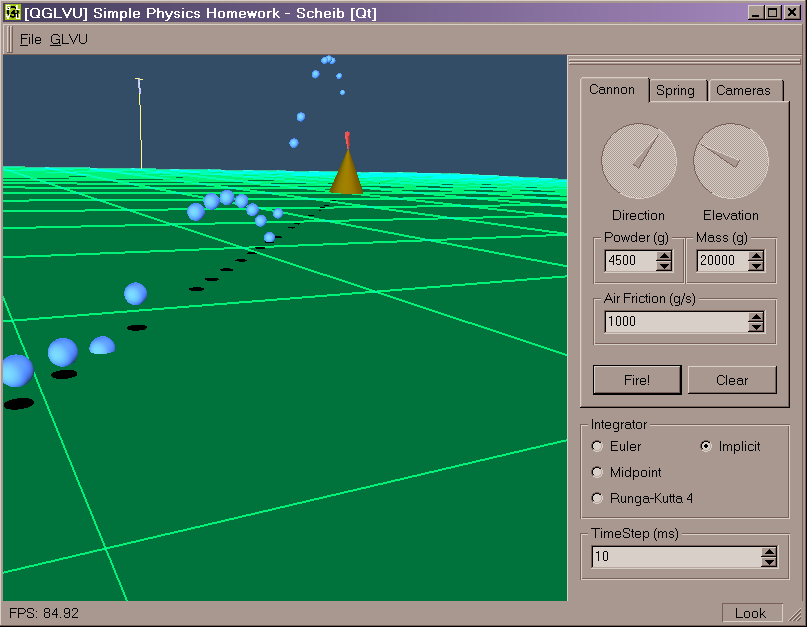 [QGLVU] Simple Physics Homework - Scheib [Qt]
File GLVU
Cannon Spring Cameras
Direction Elevation
Powder (g) Mass (g)
4500 20000
Air Friction (g/s)
1000
Fire! Clear
Integrator
Euler Implicit
Midpoint
Runga-Kutta 4
TimeStep (ms)
10
FPS: 84.92 Look